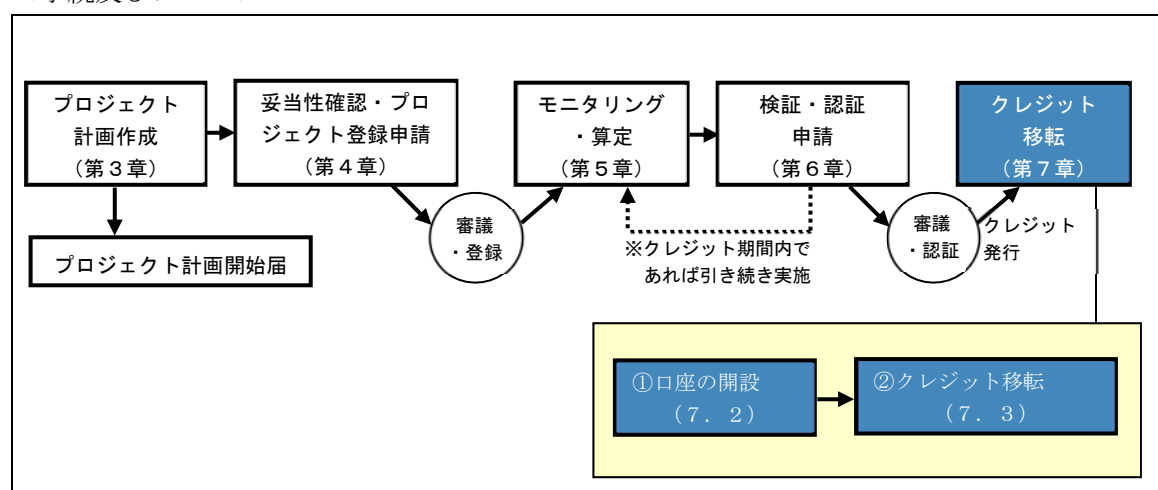 プロジェクト
計画作成
(第3章)
妥当性確認・プロ
ジェクト登録申請
(第4章)
モニタリング
・算定
(第5章)
検証・認証
申請
(第6章)
クレジット
移転
(第7章)
審議
・登録
※クレジット期間内で
あれば引き続き実施
審議
・認証
クレジット
発行
プロジェクト計画開始届
①口座の開設
(7．2)
②クレジット移転
(7．3)